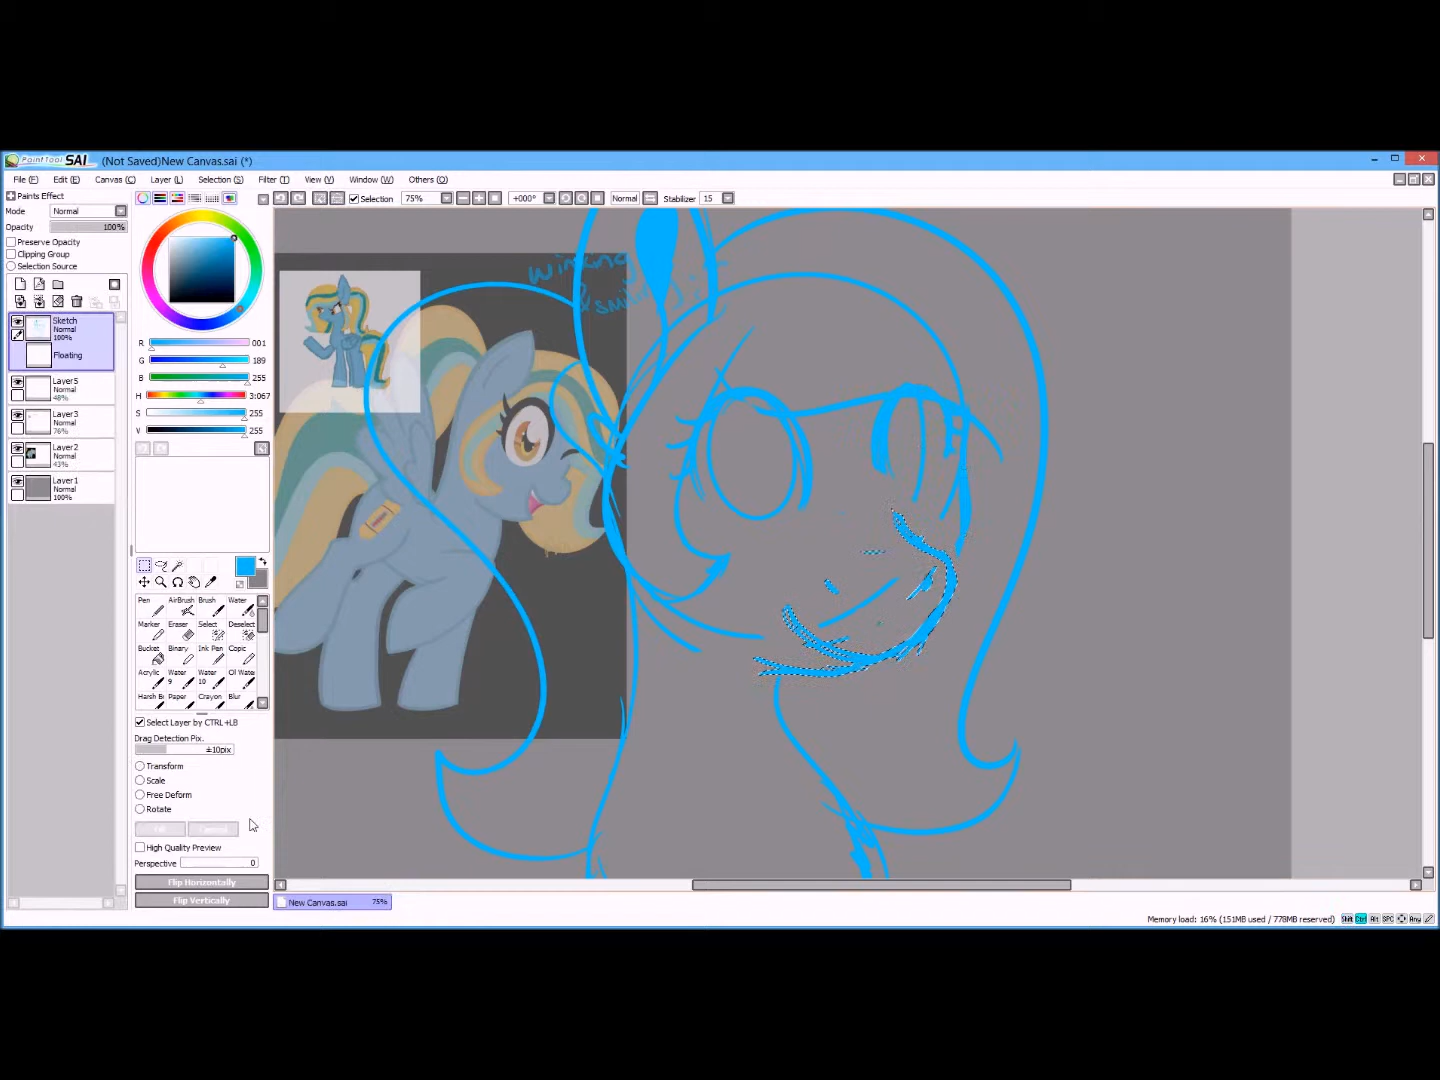 PaintTool SAI (Not Saved)New Canvas.sai (*)
File (F) Edit (E) Canvas (C) Layer (L) Selection (S) Filter (T) View (V) Window (W) Others (O)
Paints Effect
Selection 75% +000° Normal Stabilizer 15
Mode Normal
Opacity 100%
Preserve Opacity
Clipping Group
Selection Source
Sketch
Normal
100%
Floating
Layer5
Normal
48%
Layer3
Normal
76%
Layer2
Normal
43%
Layer1
Normal
100%
R 001
G 189
B 255
H 3:067
S 255
V 255
Pen AirBrush Brush Water
Marker Eraser Select Deselect
Bucket Binary Ink Pen Copic
Acrylic Water 9 Water 10 Oil Water
Harsh B Paper Crayon Blur
Select Layer by CTRL+LB
Drag Detection Pix.
±10pix
Transform
Scale
Free Deform
Rotate
High Quality Preview
Perspective 0
Flip Horizontally
Flip Vertically
New Canvas.sai 75%
Memory load: 16% (151MB used / 778MB reserved) Shift Ctrl Alt SPC Any